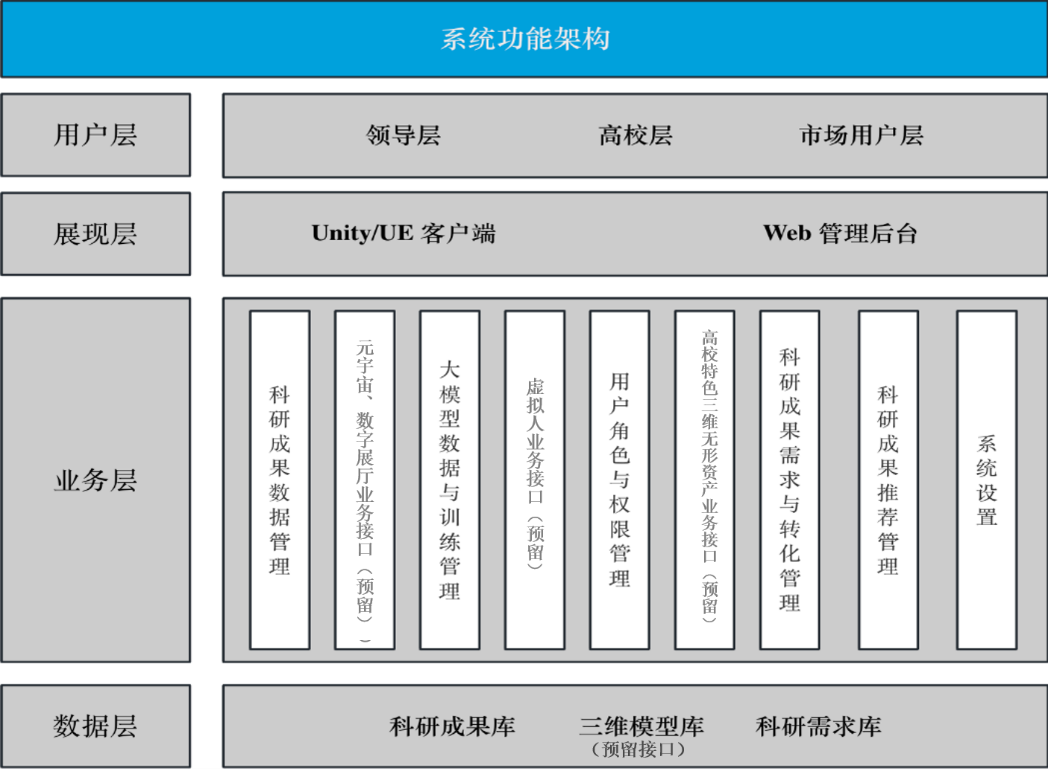 系统功能架构
用户层
领导层 高校层 市场用户层
展现层
Unity/UE 客户端 Web 管理后台
业务层
科研成果数据管理
元宇宙、数字展厅业务接口（预留））
大模型数据与训练管理
虚拟人业务接口（预留）
用户角色与权限管理
高校特色三维无形资产业务接口（预留）
科研成果需求与转化管理
科研成果推荐管理
系统设置
数据层
科研成果库 三维模型库 科研需求库
（预留接口）